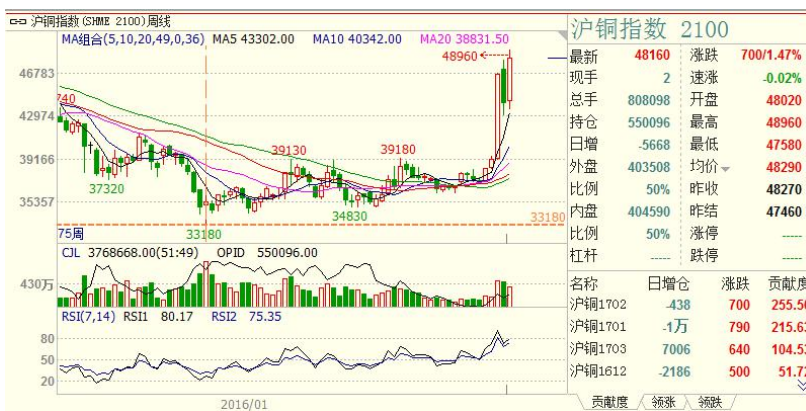 沪铜指数(SHME 2100)周线
MA组合(5,10,20,49,0,36) MA5 43302.00 MA10 40342.00 MA20 38831.50
46783
42974
39166
35357
740
48960
37320
39130
39180
33180
34830
33180
75周
CJL 3768668.00(51:49) OPID 550096.00
430万
RSI(7,14) RSI1 80.17 RSI2 75.35
80
50
20
2016/01
沪铜指数 2100
最新 48160 涨跌 700/1.47%
现手 2 速涨 -0.02%
总手 808098 开盘 48020
持仓 550096 最高 48960
日增 -5668 最低 47580
外盘 403508 均价 48290
比例 50% 昨收 48270
内盘 404590 昨结 47460
比例 50% 涨停 -----
杠杆 ----- 跌停 -----
名称 日增仓 涨跌 贡献度
沪铜1702 -438 700 255.50
沪铜1701 -1万 790 215.63
沪铜1703 7006 640 104.53
沪铜1612 -2186 500 51.72
贡献度 领涨 领跌